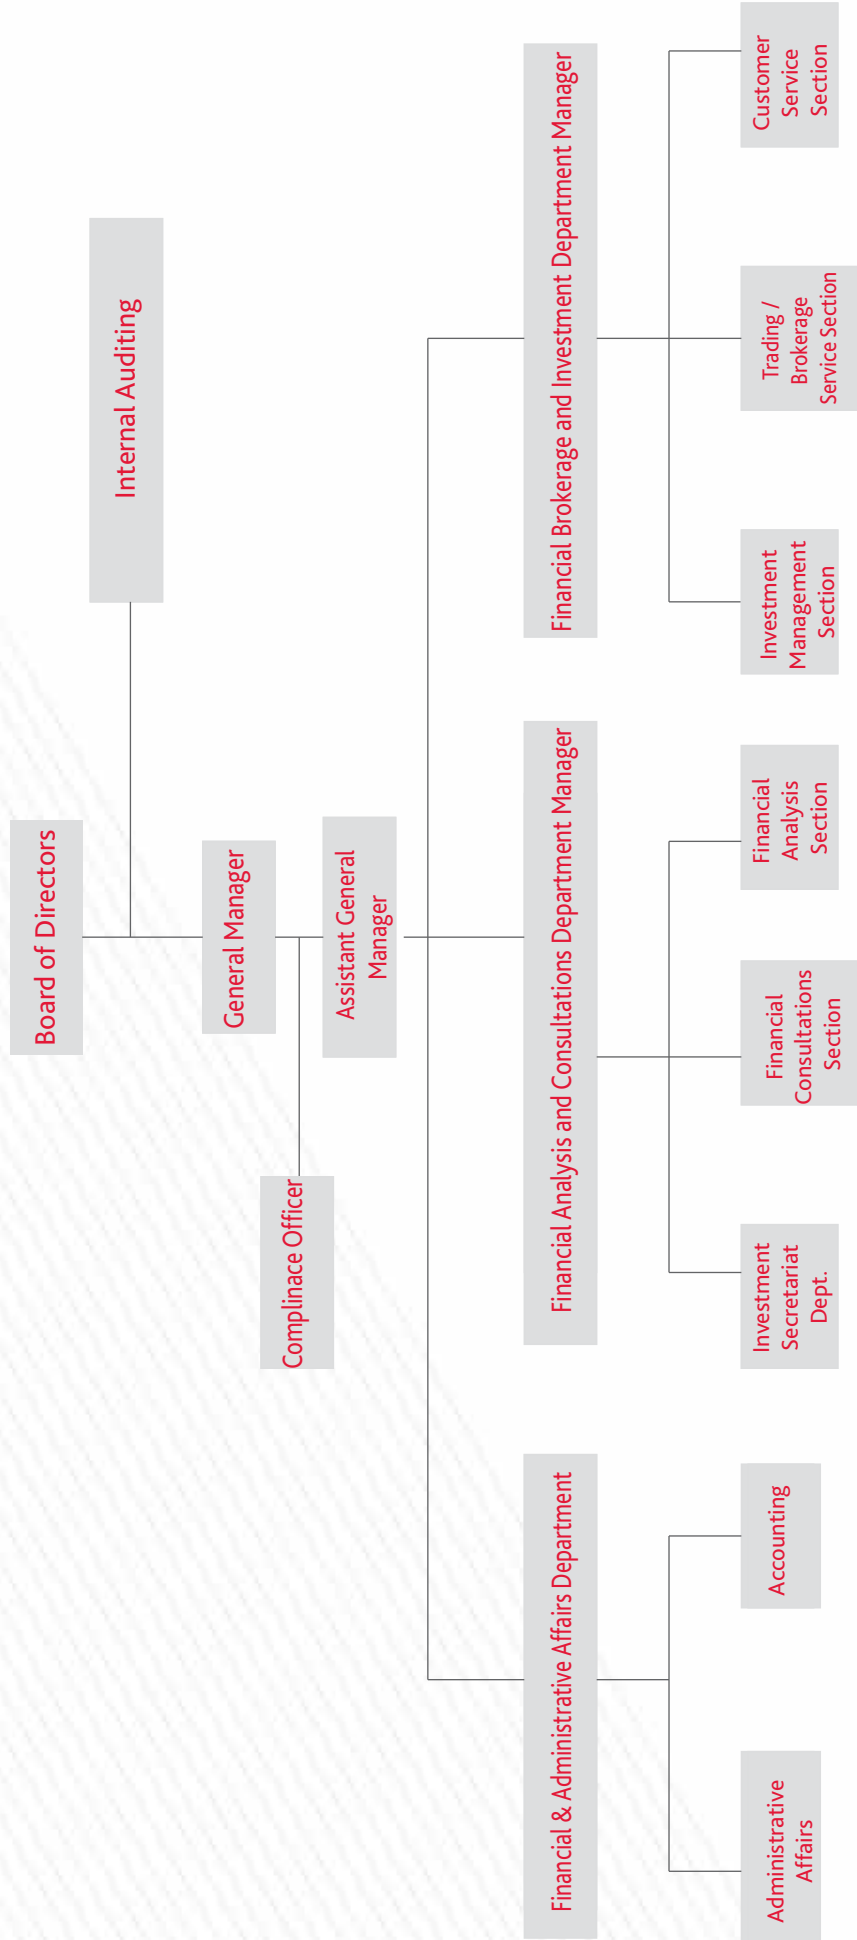 Board of Directors
Internal Auditing
General Manager
Complinace Officer
Assistant General
Manager
Financial & Administrative Affairs Department
Financial Analysis and Consultations Department Manager
Financial Brokerage and Investment Department Manager
Administrative
Affairs
Accounting
Investment
Secretariat
Dept.
Financial
Consultations
Section
Financial
Analysis
Section
Investment
Management
Section
Trading /
Brokerage
Service Section
Customer
Service
Section